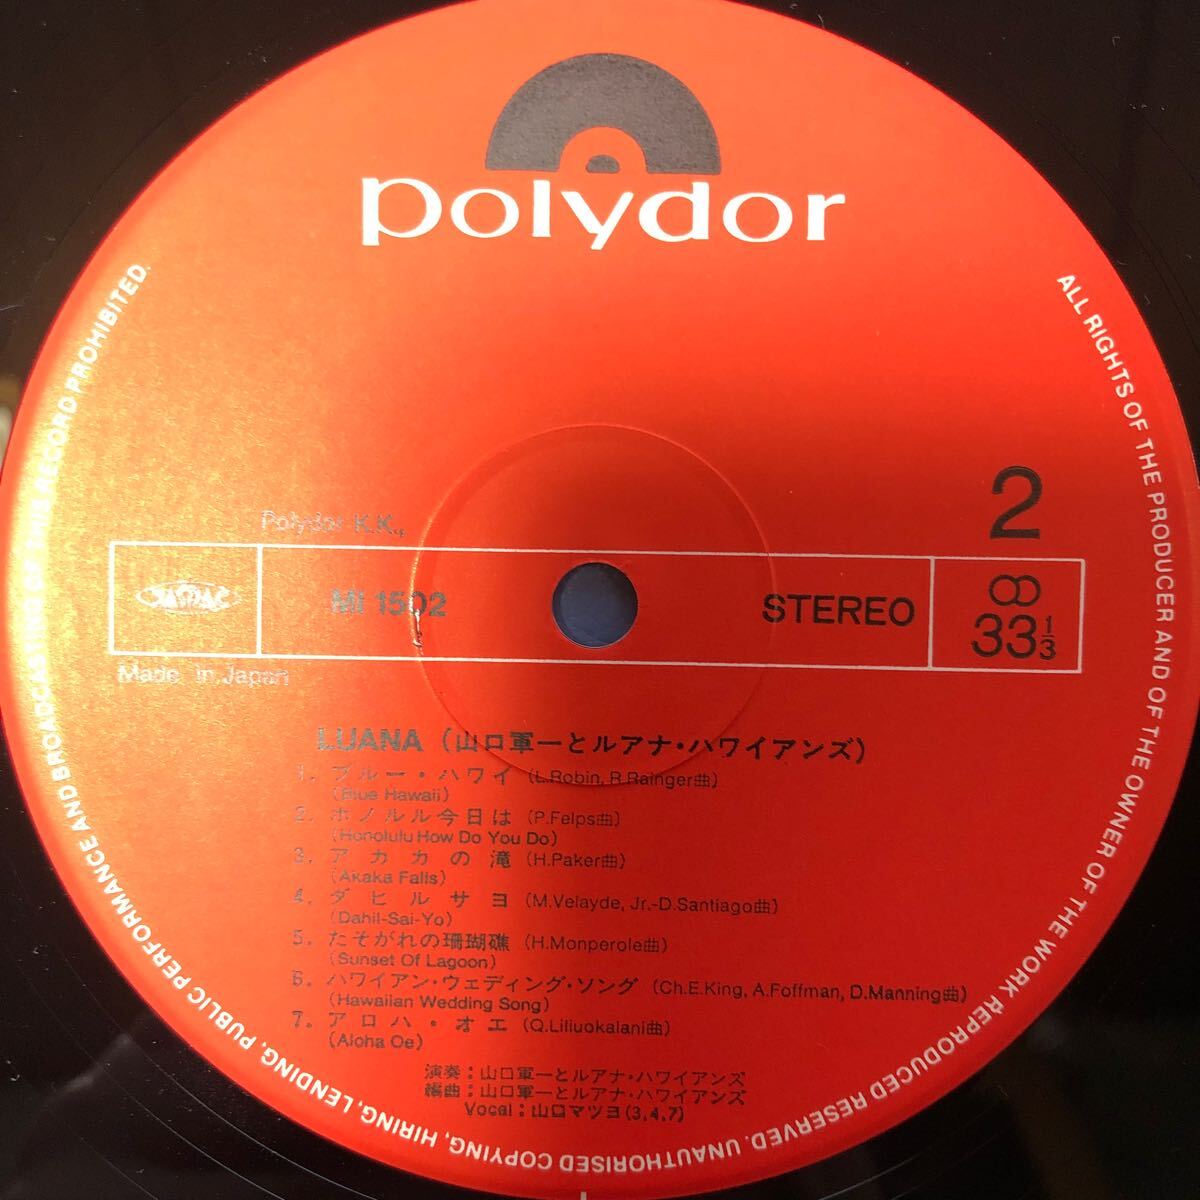 polydor
2
Polydor K.K.,
JASRAC
MI 1502
STEREO
33 1/3
Made in Japan
LUANA (山口軍一とルアナ・ハワイアンズ)
1. ブルー・ハワイ (L.Robin, R.Rainger曲)
(Blue Hawaii)
2. ホノルル今日は (P.Felps曲)
(Honolulu How Do You Do)
3. アカカの滝 (H.Paker曲)
(Akaka Falls)
4. ダヒルサヨ (M.Velayde, Jr.-D.Santiago曲)
(Dahil-Sai-Yo)
5. たそがれの珊瑚礁 (H.Monperole曲)
(Sunset Of Lagoon)
6. ハワイアン・ウェディング・ソング (Ch.E.King, A.Foffman, D.Manning曲)
(Hawaiian Wedding Song)
7. アロハ・オエ (Q.Liliuokalani曲)
(Aloha Oe)
演奏:山口軍一とルアナ・ハワイアンズ
編曲:山口軍一とルアナ・ハワイアンズ
Vocal:山口マツヨ(3,4,7)
ALL RIGHTS OF THE PRODUCER AND OF THE OWNER OF THE WORK REPRODUCED RESERVED. UNAUTHORISED COPYING, HIRING, LENDING, PUBLIC PERFORMANCE AND BROADCASTING OF THIS RECORD PROHIBITED.